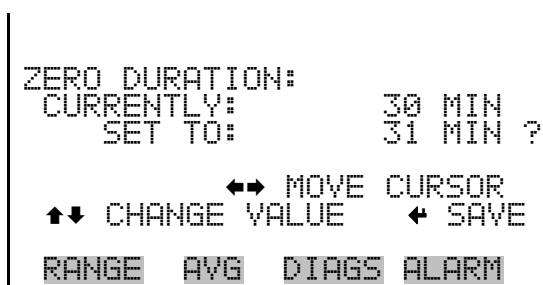 ZERO DURATION:
CURRENTLY: 30 MIN
SET TO: 31 MIN ?
⬅➡ MOVE CURSOR
⬆⬇ CHANGE VALUE ↵ SAVE
RANGE AVG DIAGS ALARM